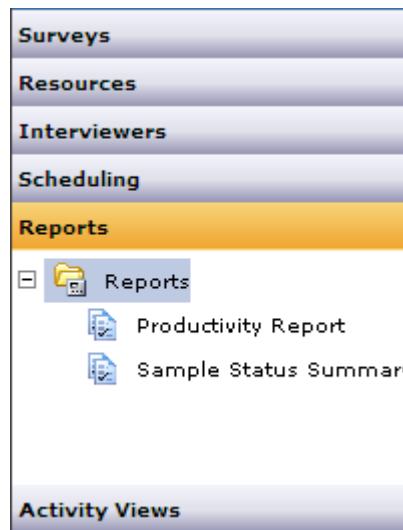 Surveys
Resources
Interviewers
Scheduling
Reports
Reports
Productivity Report
Sample Status Summar
Activity Views